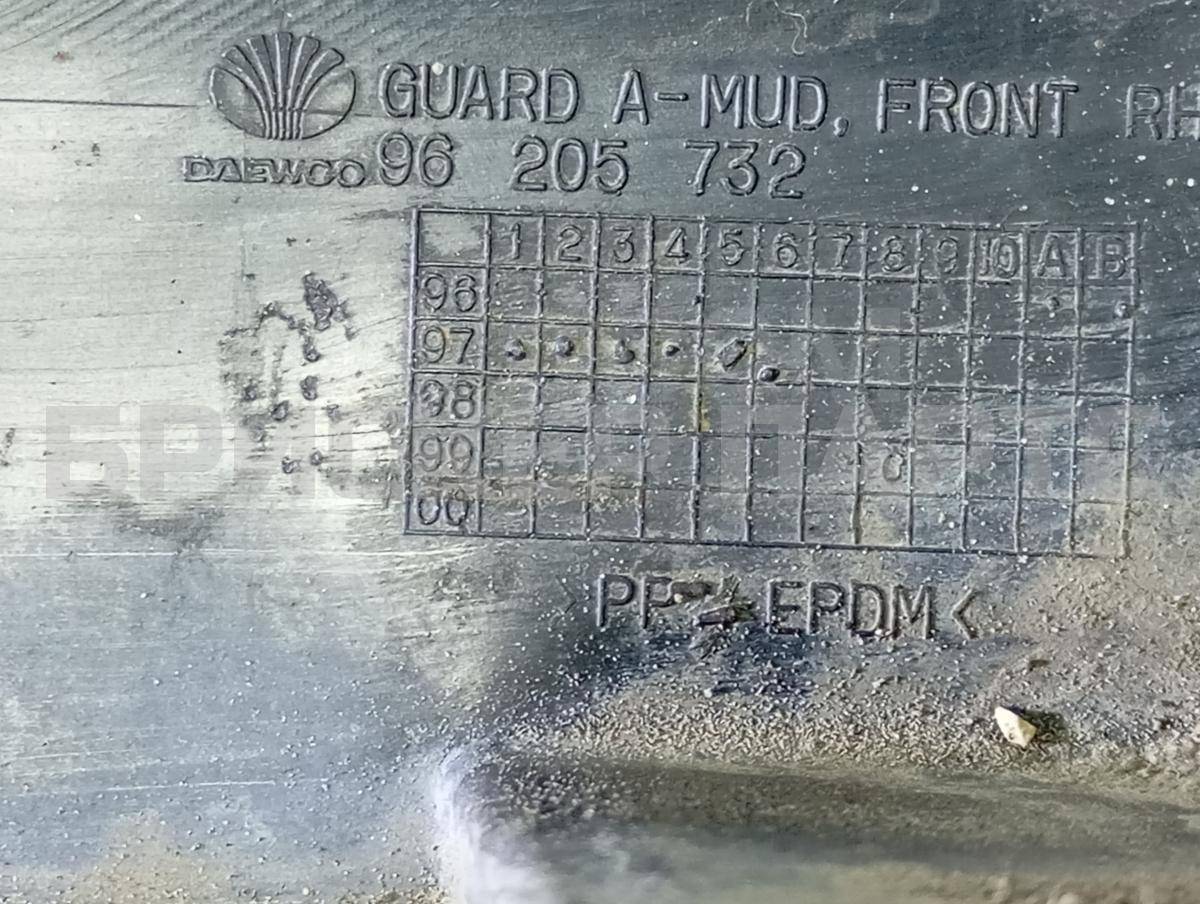 GUARD A-MUD, FRONT RH
DAEWOO 96 205 732
1 2 3 4 5 6 7 8 9 10 A B
96
97
98
99
00
EPDM<